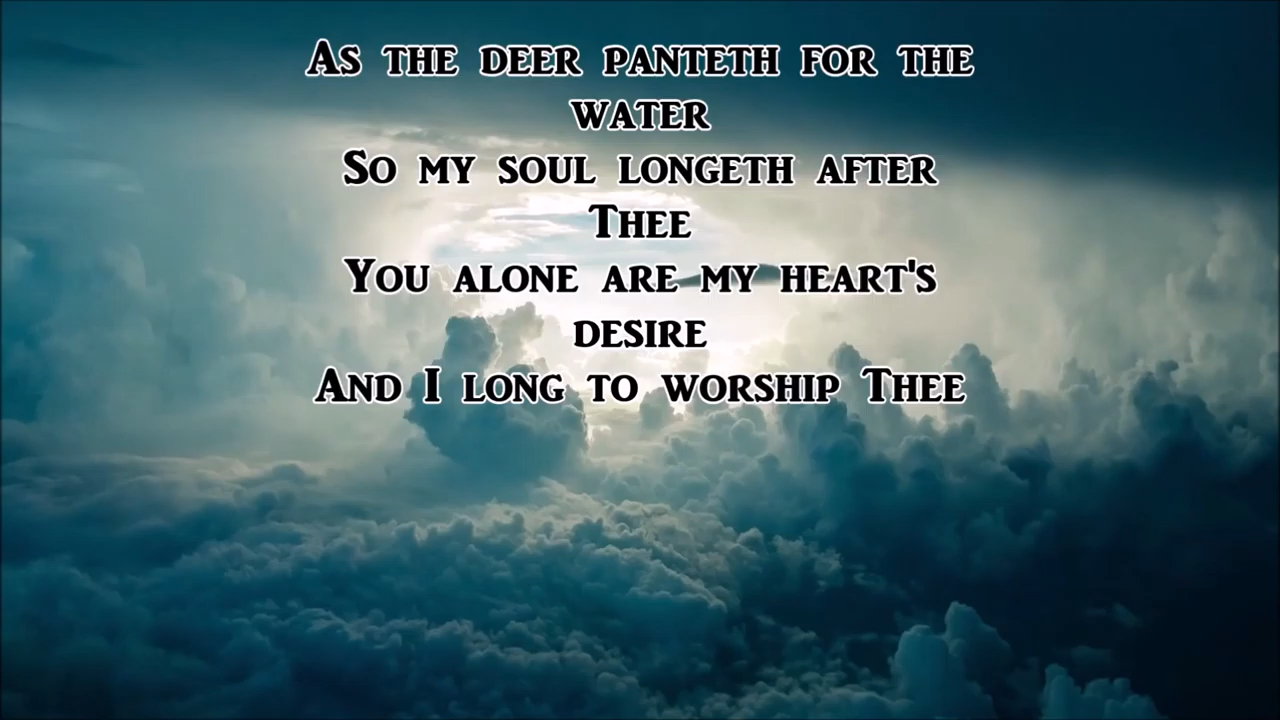 As the deer panteth for the
water
So my soul longeth after
Thee
You alone are my heart's
desire
And I long to worship Thee